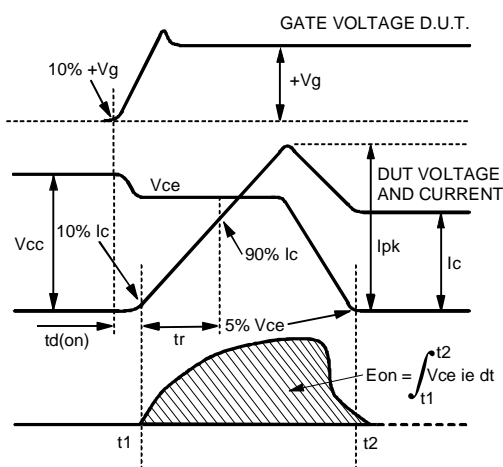 GATE VOLTAGE D.U.T.
10% +Vg
+Vg
Vce
DUT VOLTAGE
AND CURRENT
Vcc
10% Ic
90% Ic
Ipk
Ic
td(on)
tr
5% Vce
Eon = ∫ Vce ie dt
t2
t1
t1
t2